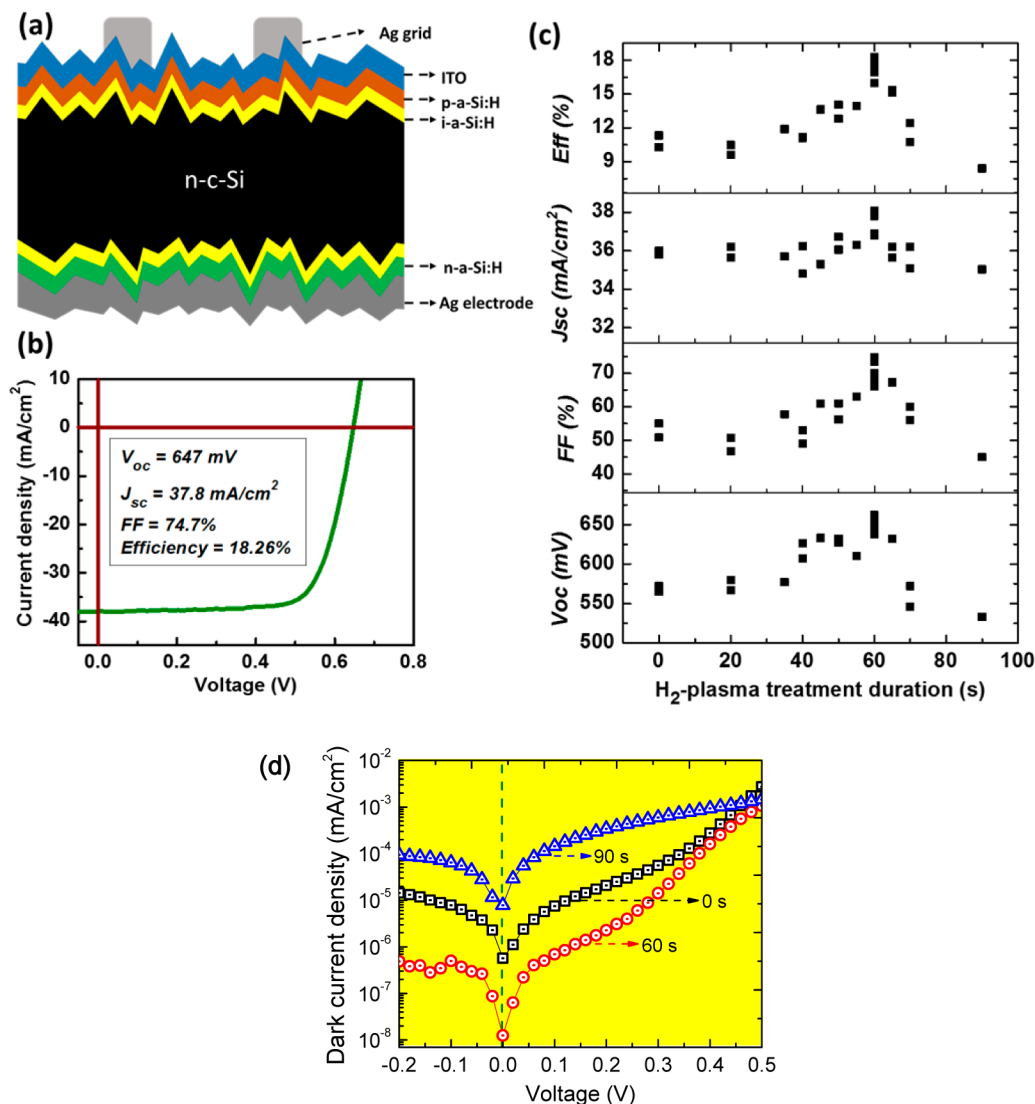 (a)
Ag grid
ITO
p-a-Si:H
i-a-Si:H
n-c-Si
n-a-Si:H
Ag electrode
(b)
10
0
-10
-20
-30
-40
Current density (mA/cm²)
Voc = 647 mV
Jsc = 37.8 mA/cm²
FF = 74.7%
Efficiency = 18.26%
0.0 0.2 0.4 0.6 0.8
Voltage (V)
(c)
18
15
12
9
Eff (%)
38
36
34
32
Jsc (mA/cm²)
70
60
50
40
FF (%)
650
600
550
500
Voc (mV)
0 20 40 60 80 100
H₂-plasma treatment duration (s)
(d)
10⁻²
10⁻³
10⁻⁴
10⁻⁵
10⁻⁶
10⁻⁷
10⁻⁸
Dark current density (mA/cm²)
90 s
0 s
60 s
-0.2 -0.1 0.0 0.1 0.2 0.3 0.4 0.5
Voltage (V)